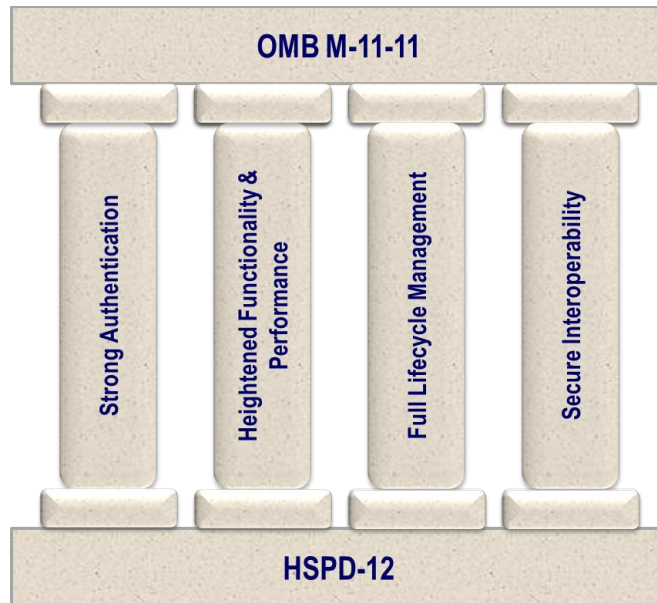 OMB M-11-11
Strong Authentication
Heightened Functionality &
Performance
Full Lifecycle Management
Secure Interoperability
HSPD-12